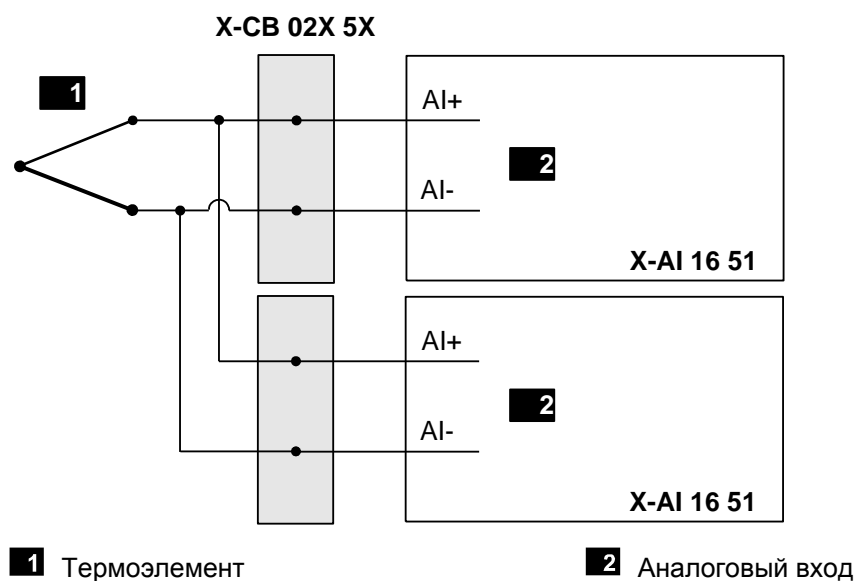 X-CB 02X 5X
1
AI+
2
AI-
X-AI 16 51
AI+
2
AI-
X-AI 16 51
1 Термоэлемент
2 Аналоговый вход